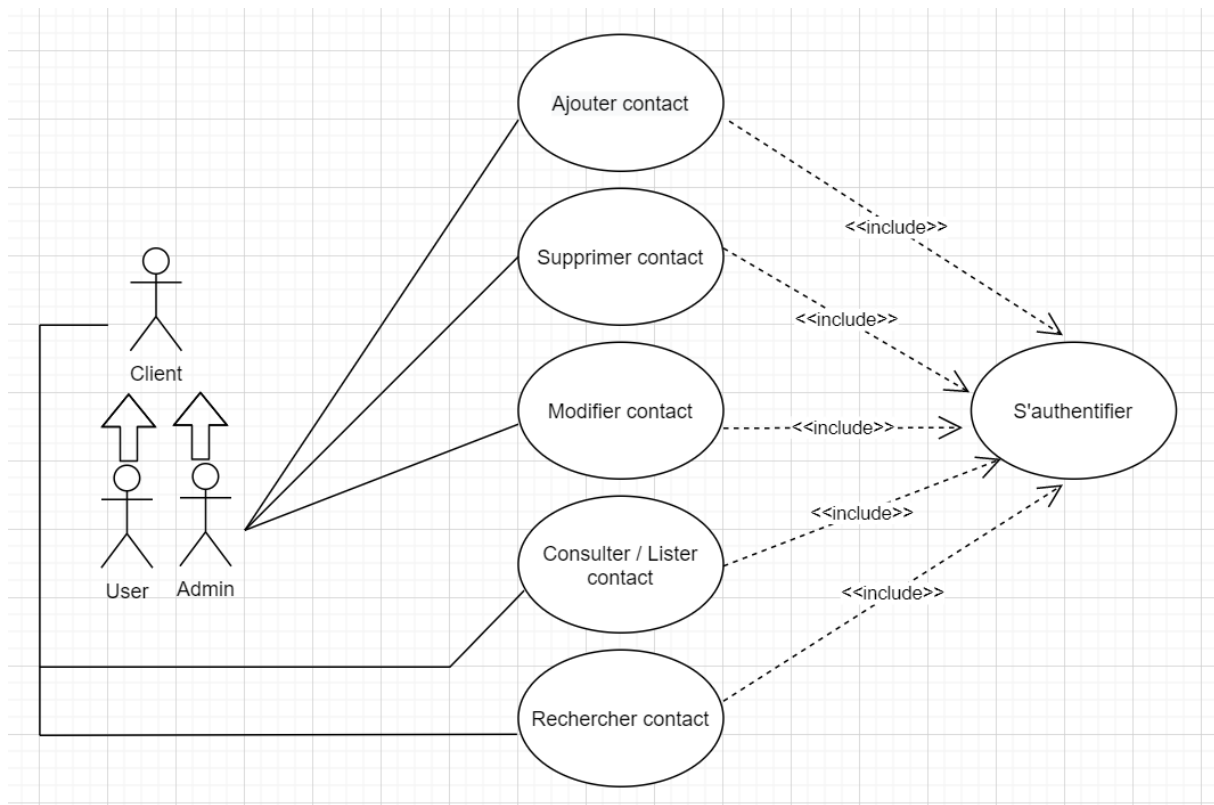 Ajouter contact
<<include>>
Supprimer contact
<<include>>
Client
Modifier contact
<<include>>
S'authentifier
<<include>>
Consulter / Lister
contact
User
Admin
<<include>>
Rechercher contact